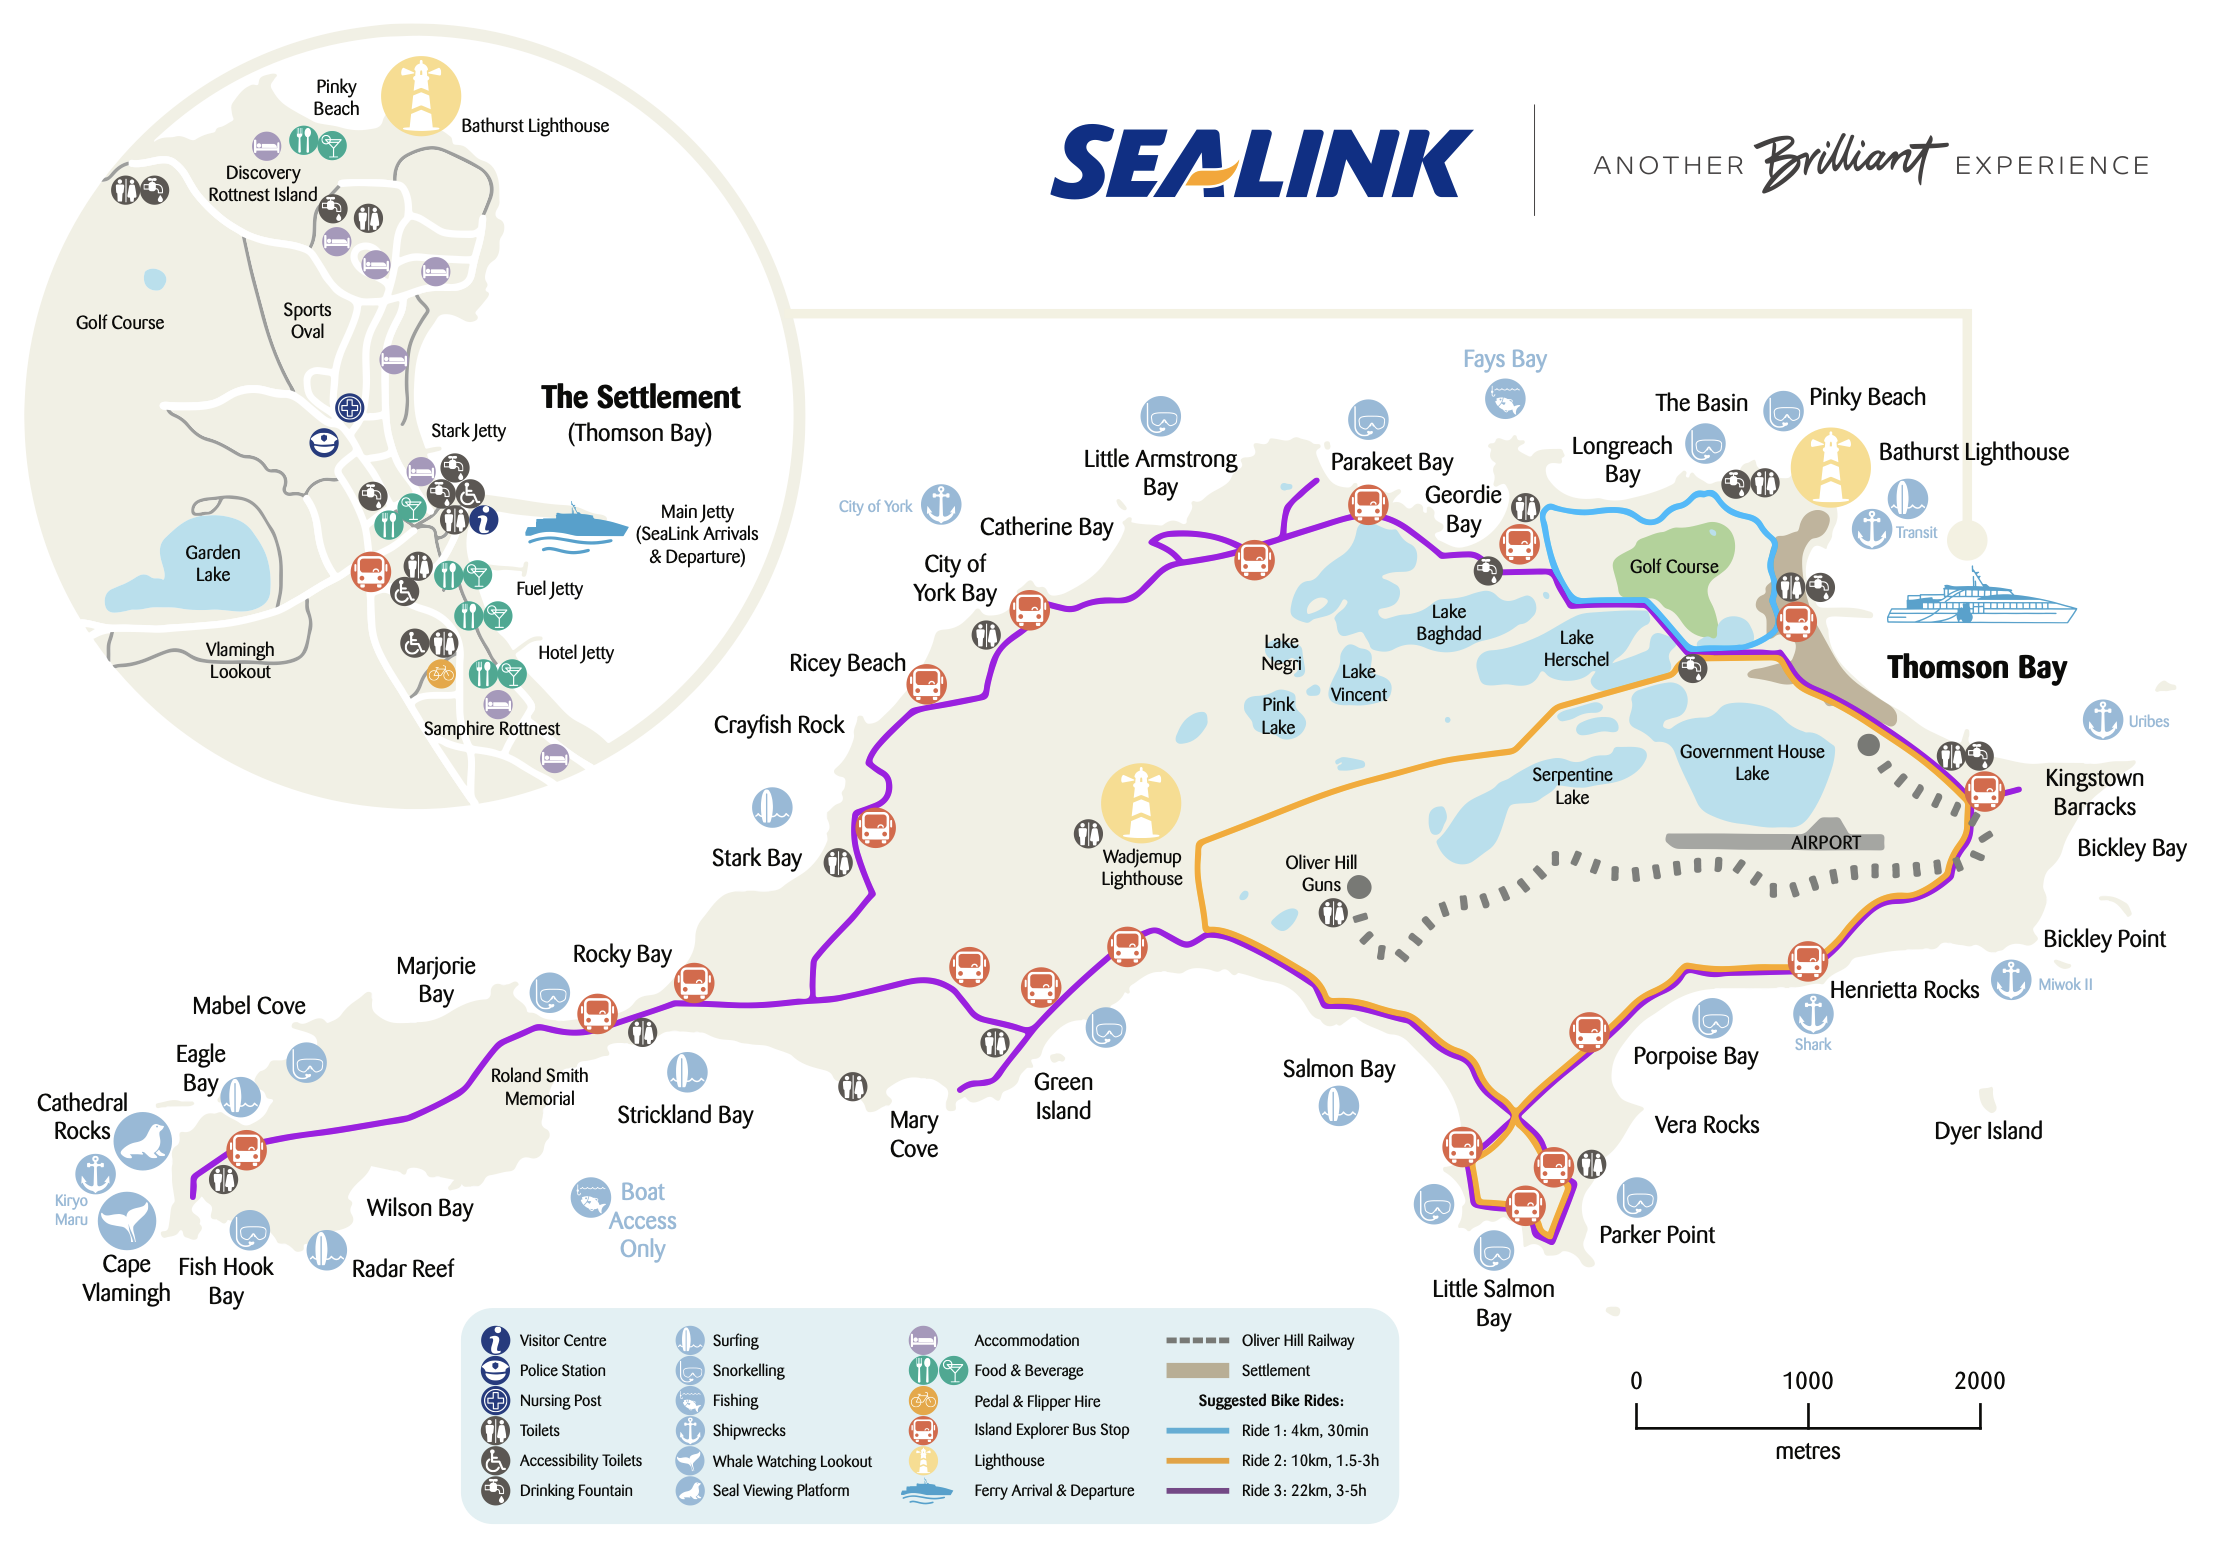 SEALINK
ANOTHER Brilliant EXPERIENCE
Pinky
Beach
Bathurst Lighthouse
Discovery
Rottnest Island
Golf Course
Sports
Oval
The Settlement
(Thomson Bay)
Stark Jetty
Main Jetty
(SeaLink Arrivals
& Departure)
Garden
Lake
Fuel Jetty
Vlamingh
Lookout
Hotel Jetty
Samphire Rottnest
Fays Bay
The Basin
Pinky Beach
Longreach
Bay
Bathurst Lighthouse
Little Armstrong
Bay
Parakeet Bay
Geordie
Bay
City of York
Catherine Bay
Transit
City of
York Bay
Golf Course
Lake
Baghdad
Lake
Herschel
Lake
Negri
Lake
Vincent
Pink
Lake
Thomson Bay
Ricey Beach
Crayfish Rock
Uribes
Government House
Lake
Serpentine
Lake
Kingstown
Barracks
AIRPORT
Bickley Bay
Stark Bay
Wadjemup
Lighthouse
Oliver Hill
Guns
Rocky Bay
Marjorie
Bay
Bickley Point
Mabel Cove
Henrietta Rocks
Miwok II
Shark
Eagle
Bay
Porpoise Bay
Roland Smith
Memorial
Salmon Bay
Green
Island
Cathedral
Rocks
Strickland Bay
Mary
Cove
Vera Rocks
Dyer Island
Kiryo
Maru
Wilson Bay
Boat
Access
Only
Parker Point
Cape
Vlamingh
Fish Hook
Bay
Radar Reef
Little Salmon
Bay
Visitor Centre
Police Station
Nursing Post
Toilets
Accessibility Toilets
Drinking Fountain
Surfing
Snorkelling
Fishing
Shipwrecks
Whale Watching Lookout
Seal Viewing Platform
Accommodation
Food & Beverage
Pedal & Flipper Hire
Island Explorer Bus Stop
Lighthouse
Ferry Arrival & Departure
Oliver Hill Railway
Settlement
Suggested Bike Rides:
Ride 1: 4km, 30min
Ride 2: 10km, 1.5-3h
Ride 3: 22km, 3-5h
0 1000 2000
metres